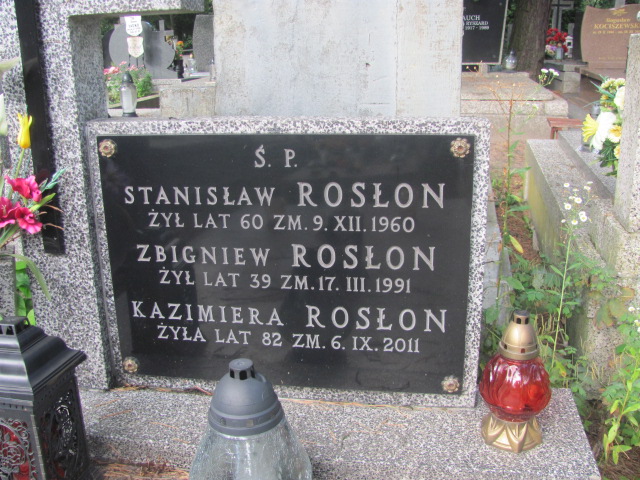 Ś. P.
STANISŁAW ROSŁON
ŻYŁ LAT 60 ZM. 9. XII. 1960
ZBIGNIEW ROSŁON
ŻYŁ LAT 39 ZM. 17. III. 1991
KAZIMIERA ROSŁON
ŻYŁA LAT 82 ZM. 6. IX. 2011